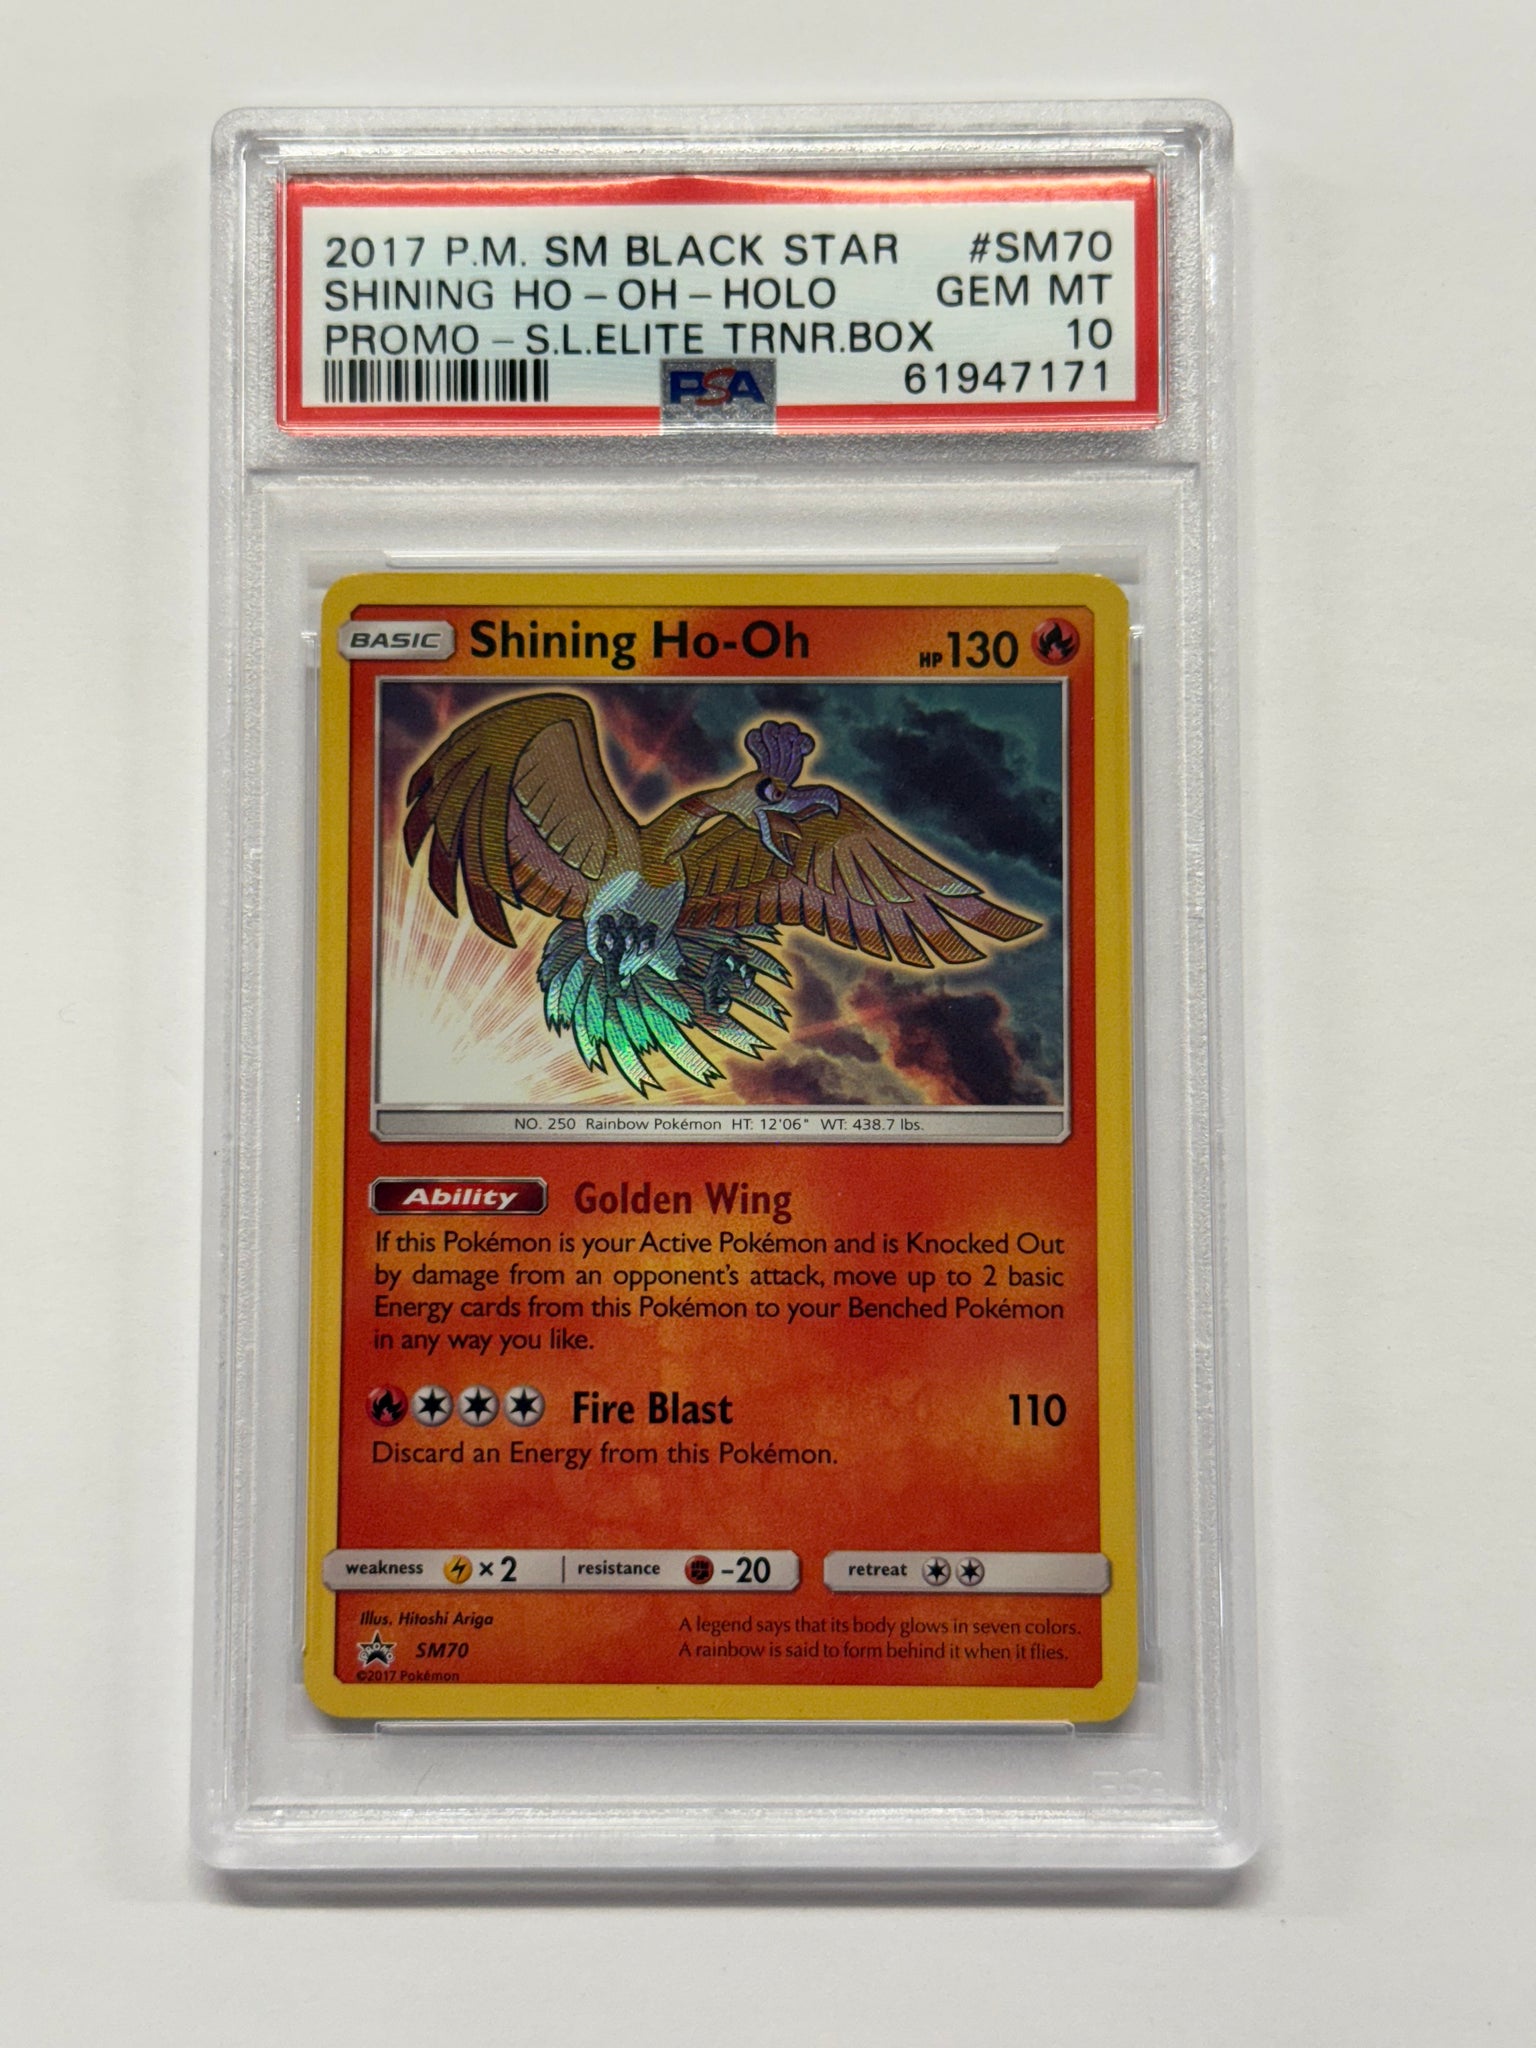 2017 P.M. SM BLACK STAR #SM70
SHINING HO-OH-HOLO GEM MT
PROMO-S.L.ELITE TRNR.BOX 10
PSA 61947171
BASIC Shining Ho-Oh HP 130
NO. 250 Rainbow Pokémon HT: 12'06" WT: 438.7 lbs.
Ability Golden Wing
If this Pokémon is your Active Pokémon and is Knocked Out
by damage from an opponent's attack, move up to 2 basic
Energy cards from this Pokémon to your Benched Pokémon
in any way you like.
Fire Blast 110
Discard an Energy from this Pokémon.
weakness ×2 resistance -20 retreat
Illus. Hitoshi Ariga
PROMO SM70
©2017 Pokémon
A legend says that its body glows in seven colors.
A rainbow is said to form behind it when it flies.
PSA